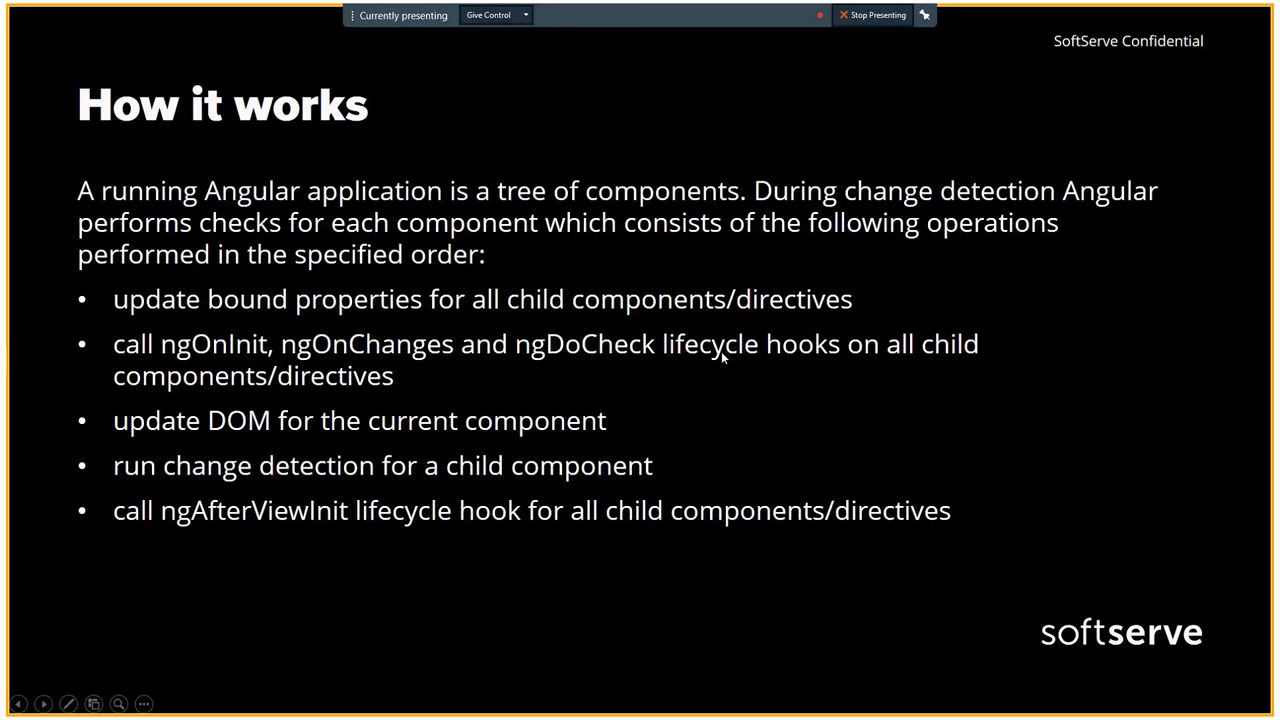 Currently presenting
Give Control
Stop Presenting
SoftServe Confidential
How it works
A running Angular application is a tree of components. During change detection Angular
performs checks for each component which consists of the following operations
performed in the specified order:
• update bound properties for all child components/directives
• call ngOnInit, ngOnChanges and ngDoCheck lifecycle hooks on all child
components/directives
• update DOM for the current component
• run change detection for a child component
• call ngAfterViewInit lifecycle hook for all child components/directives
softserve